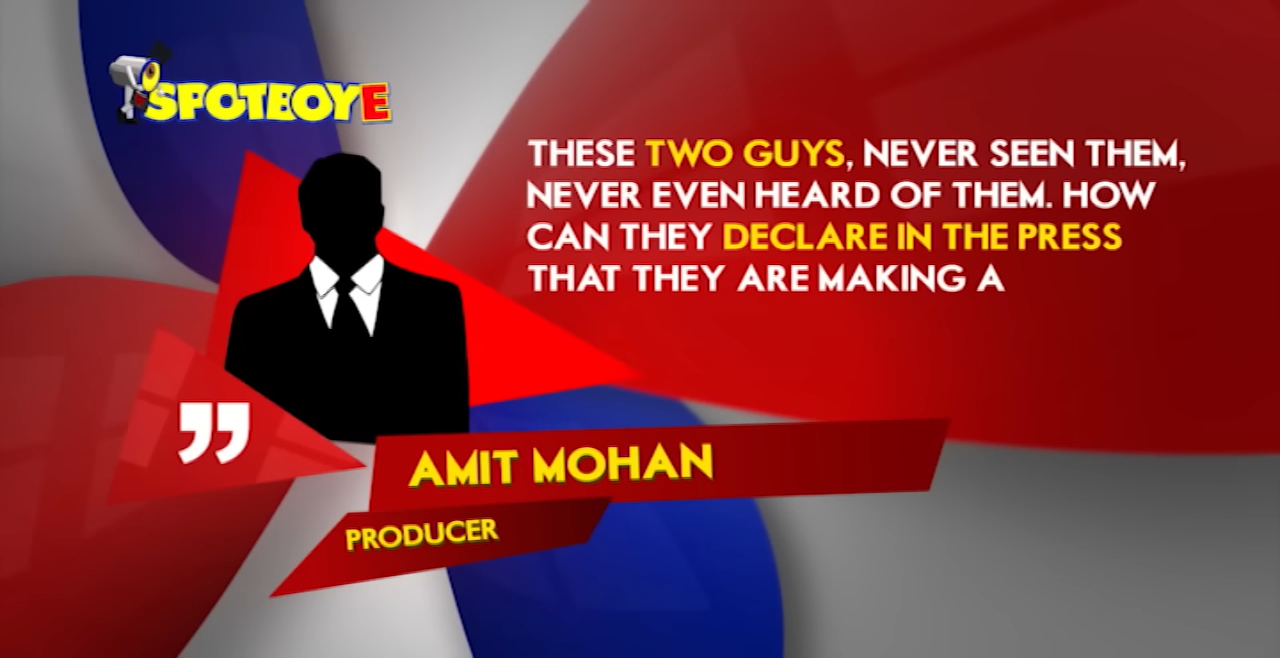 SPOTBOYE
THESE TWO GUYS, NEVER SEEN THEM,
NEVER EVEN HEARD OF THEM. HOW
CAN THEY DECLARE IN THE PRESS
THAT THEY ARE MAKING A
”
AMIT MOHAN
PRODUCER